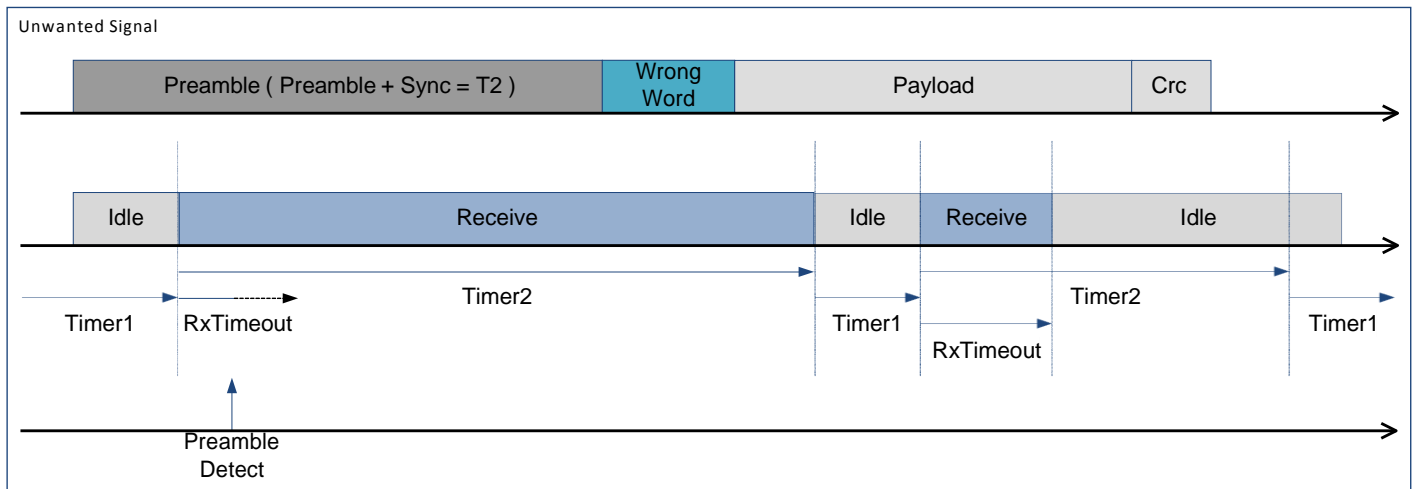 Unwanted Signal
Preamble ( Preamble + Sync = T2 )
Wrong
Word
Payload
Crc
Idle
Receive
Idle
Receive
Idle
Timer2
Timer2
Timer1
RxTimeout
Timer1
Timer1
RxTimeout
Preamble
Detect